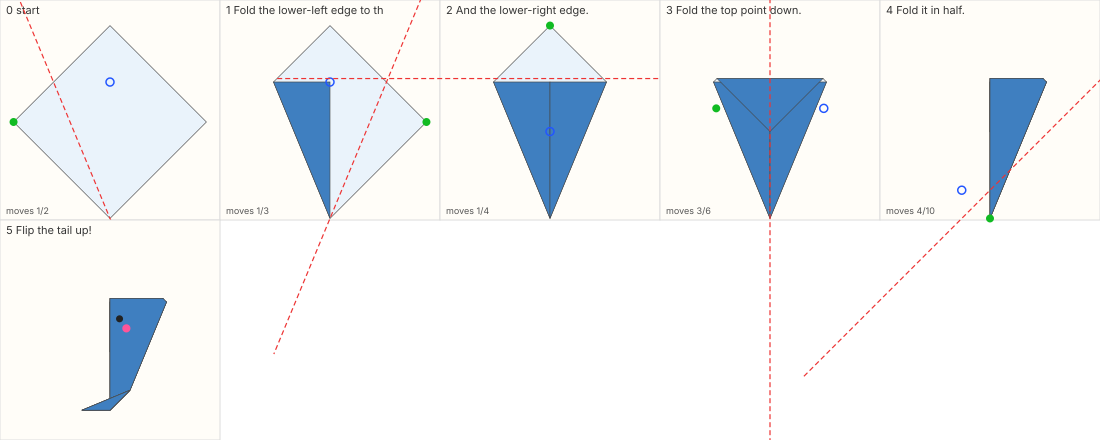 0 start
1 Fold the lower-left edge to th
2 And the lower-right edge.
3 Fold the top point down.
4 Fold it in half.
moves 1/2
moves 1/3
moves 1/4
moves 3/6
moves 4/10
5 Flip the tail up!